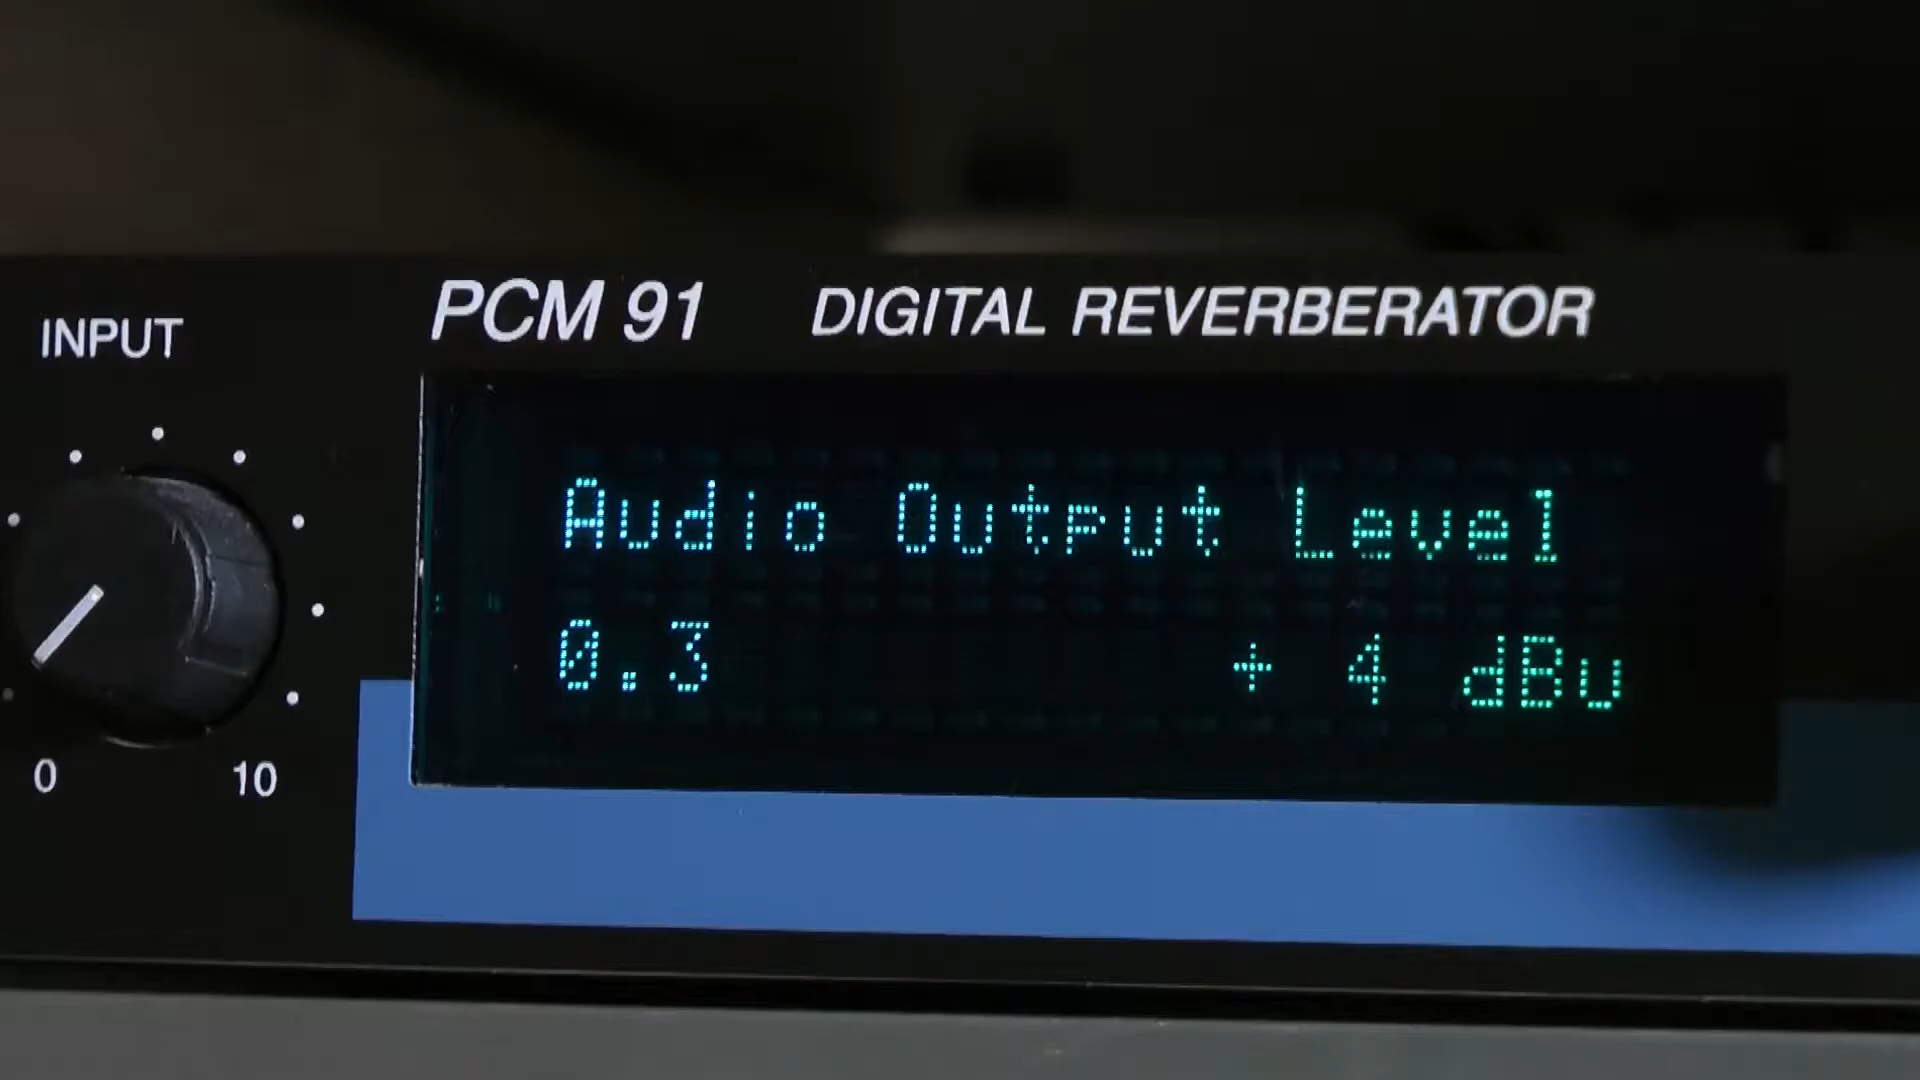 INPUT
0 10
PCM 91 DIGITAL REVERBERATOR
Audio Output Level
0.3 + 4 dBu